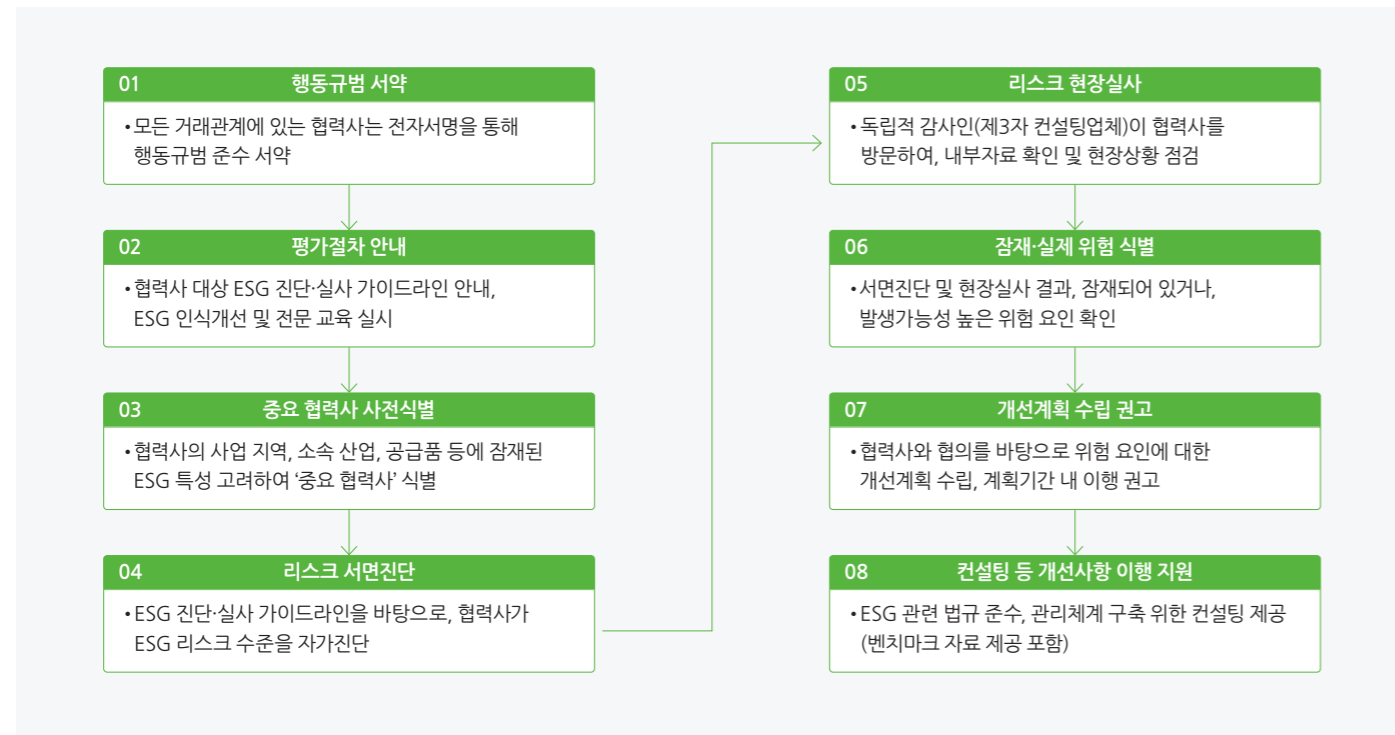 01 행동규범 서약
•모든 거래관계에 있는 협력사는 전자서명을 통해
행동규범 준수 서약
02 평가절차 안내
•협력사 대상 ESG 진단·실사 가이드라인 안내,
ESG 인식개선 및 전문 교육 실시
03 중요 협력사 사전식별
•협력사의 사업 지역, 소속 산업, 공급품 등에 잠재된
ESG 특성 고려하여 ‘중요 협력사’ 식별
04 리스크 서면진단
•ESG 진단·실사 가이드라인을 바탕으로, 협력사가
ESG 리스크 수준을 자가진단
05 리스크 현장실사
•독립적 감사인(제3자 컨설팅업체)이 협력사를
방문하여, 내부자료 확인 및 현장상황 점검
06 잠재·실제 위험 식별
•서면진단 및 현장실사 결과, 잠재되어 있거나,
발생가능성 높은 위험 요인 확인
07 개선계획 수립 권고
•협력사와 협의를 바탕으로 위험 요인에 대한
개선계획 수립, 계획기간 내 이행 권고
08 컨설팅 등 개선사항 이행 지원
•ESG 관련 법규 준수, 관리체계 구축 위한 컨설팅 제공
(벤치마크 자료 제공 포함)